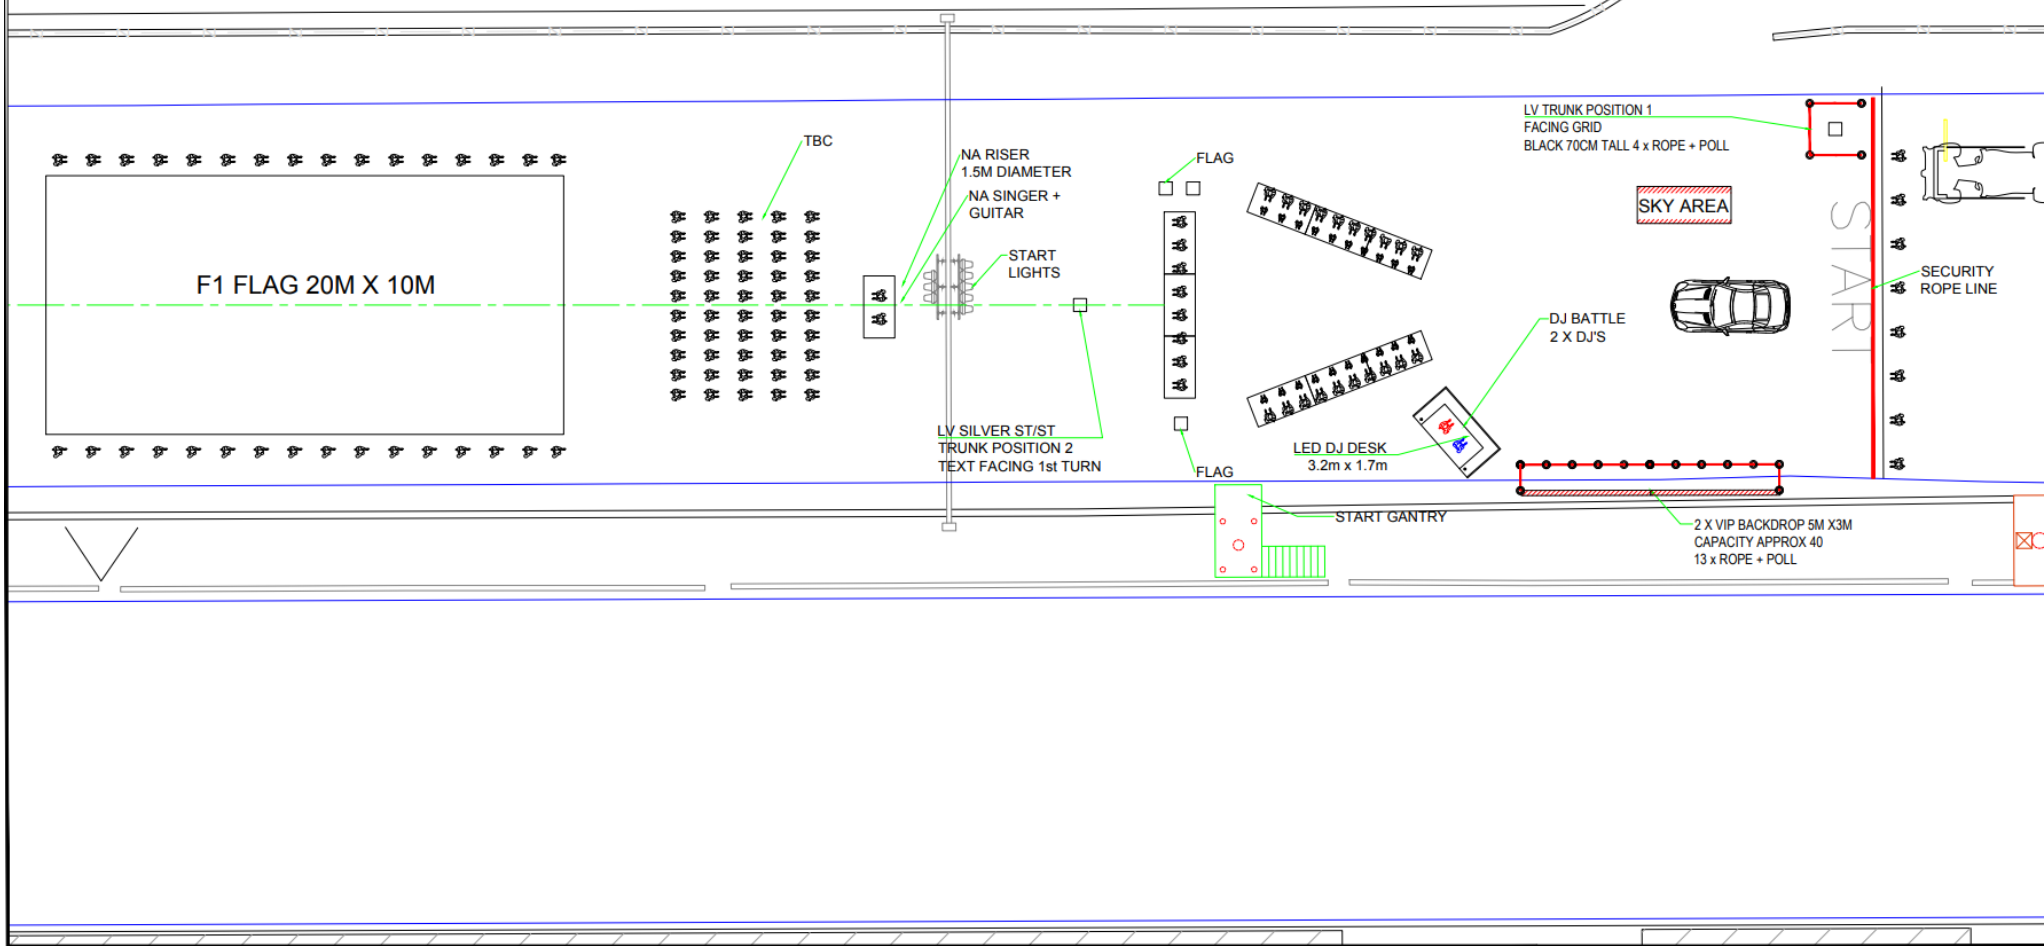 LV TRUNK POSITION 1
FACING GRID
BLACK 70CM TALL 4 x ROPE + POLL
TBC
NA RISER
1.5M DIAMETER
FLAG
NA SINGER +
GUITAR
SKY AREA
START
START
LIGHTS
SECURITY
ROPE LINE
F1 FLAG 20M X 10M
DJ BATTLE
2 X DJ'S
LV SILVER ST/ST
TRUNK POSITION 2
TEXT FACING 1st TURN
LED DJ DESK
3.2m x 1.7m
FLAG
START GANTRY
2 X VIP BACKDROP 5M X3M
CAPACITY APPROX 40
13 x ROPE + POLL